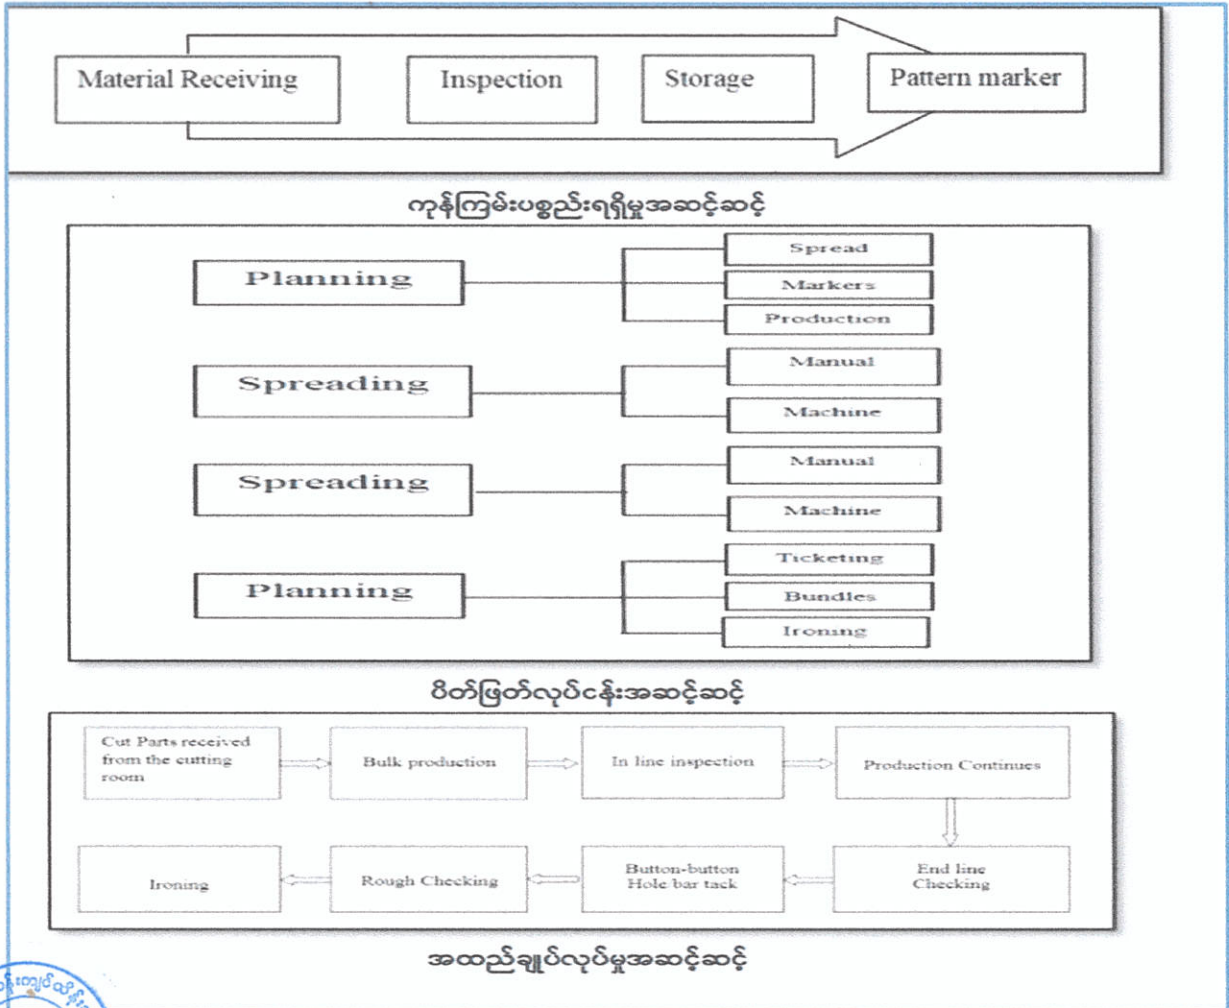 Material Receiving
Inspection
Storage
Pattern marker
ကုန်ကြမ်းပစ္စည်းရရှိမှုအဆင့်ဆင့်
Planning
Spread
Markers
Production
Spreading
Manual
Machine
Spreading
Manual
Machine
Planning
Ticketing
Bundles
Ironing
ပိတ်ဖြတ်လုပ်ငန်းအဆင့်ဆင့်
Cut Parts received
from the cutting
room
Bulk production
In line inspection
Production Continues
End line
Checking
Button-button
Hole bar tack
Rough Checking
Ironing
အထည်ချုပ်လုပ်မှုအဆင့်ဆင့်